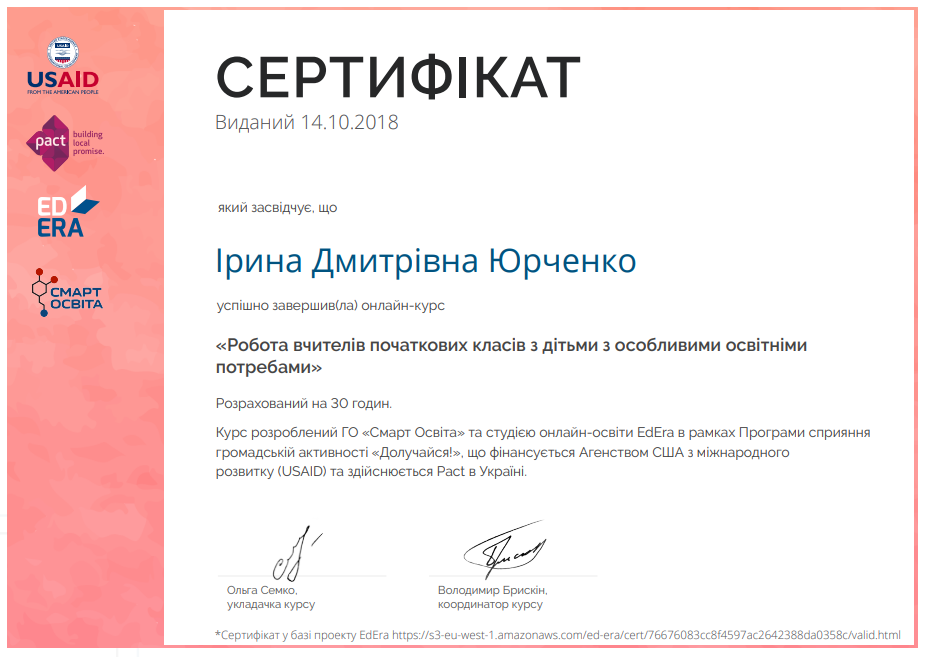 USAID
FROM THE AMERICAN PEOPLE
pact
building
local
promise.
ED
ERA
СМАРТ
ОСВІТА
СЕРТИФІКАТ
Виданий 14.10.2018
який засвідчує, що
Ірина Дмитрівна Юрченко
успішно завершив(ла) онлайн-курс
«Робота вчителів початкових класів з дітьми з особливими освітніми
потребами»
Розрахований на 30 годин.
Курс розроблений ГО «Смарт Освіта» та студією онлайн-освіти EdEra в рамках Програми сприяння
громадській активності «Долучайся!», що фінансується Агенством США з міжнародного
розвитку (USAID) та здійснюється Pact в Україні.
Ольга Семко,
укладачка курсу
Володимир Брискін,
координатор курсу
*Сертифікат у базі проекту EdEra https://s3-eu-west-1.amazonaws.com/ed-era/cert/76676083cc8f4597ac2642388da0358c/valid.html